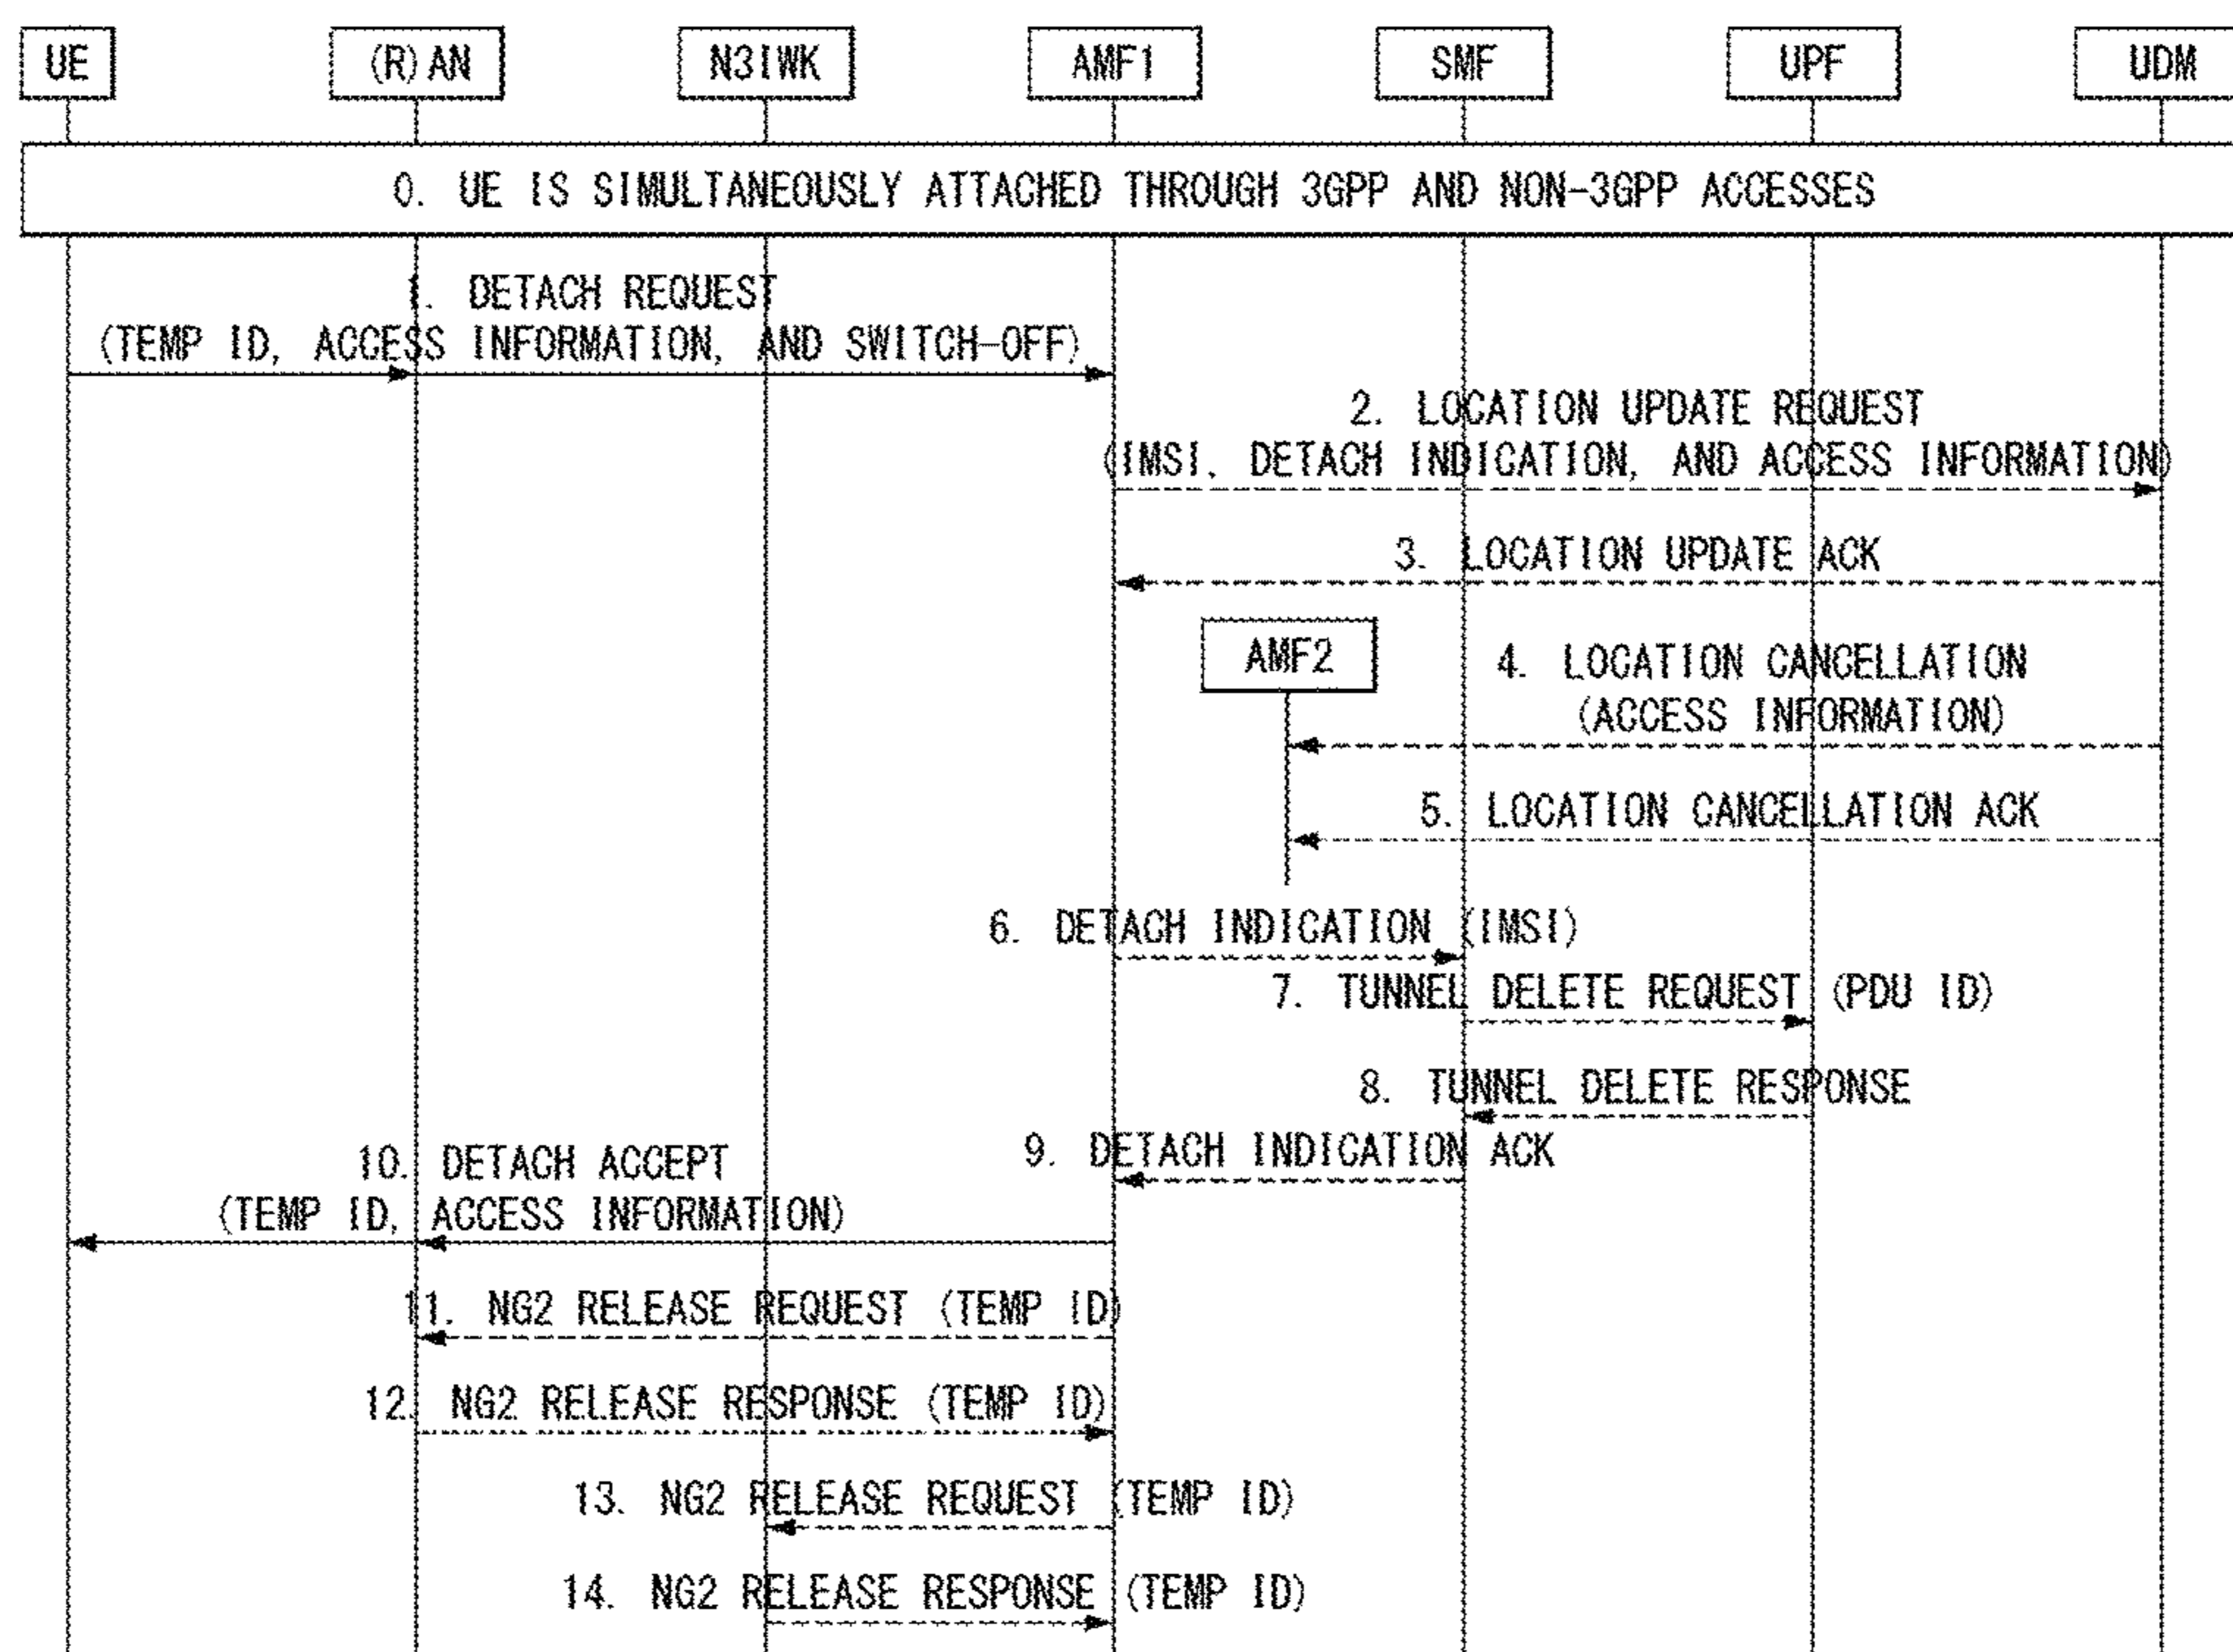 UE
(R)AN
N3IWK
AMF1
SMF
UPF
UDM
0. UE IS SIMULTANEOUSLY ATTACHED THROUGH 3GPP AND NON-3GPP ACCESSES
1. DETACH REQUEST
(TEMP ID, ACCESS INFORMATION, AND SWITCH-OFF)
2. LOCATION UPDATE REQUEST
(IMSI, DETACH INDICATION, AND ACCESS INFORMATION)
3. LOCATION UPDATE ACK
AMF2
4. LOCATION CANCELLATION
(ACCESS INFORMATION)
5. LOCATION CANCELLATION ACK
6. DETACH INDICATION (IMSI)
7. TUNNEL DELETE REQUEST (PDU ID)
8. TUNNEL DELETE RESPONSE
9. DETACH INDICATION ACK
10. DETACH ACCEPT
(TEMP ID, ACCESS INFORMATION)
11. NG2 RELEASE REQUEST (TEMP ID)
12. NG2 RELEASE RESPONSE (TEMP ID)
13. NG2 RELEASE REQUEST (TEMP ID)
14. NG2 RELEASE RESPONSE (TEMP ID)